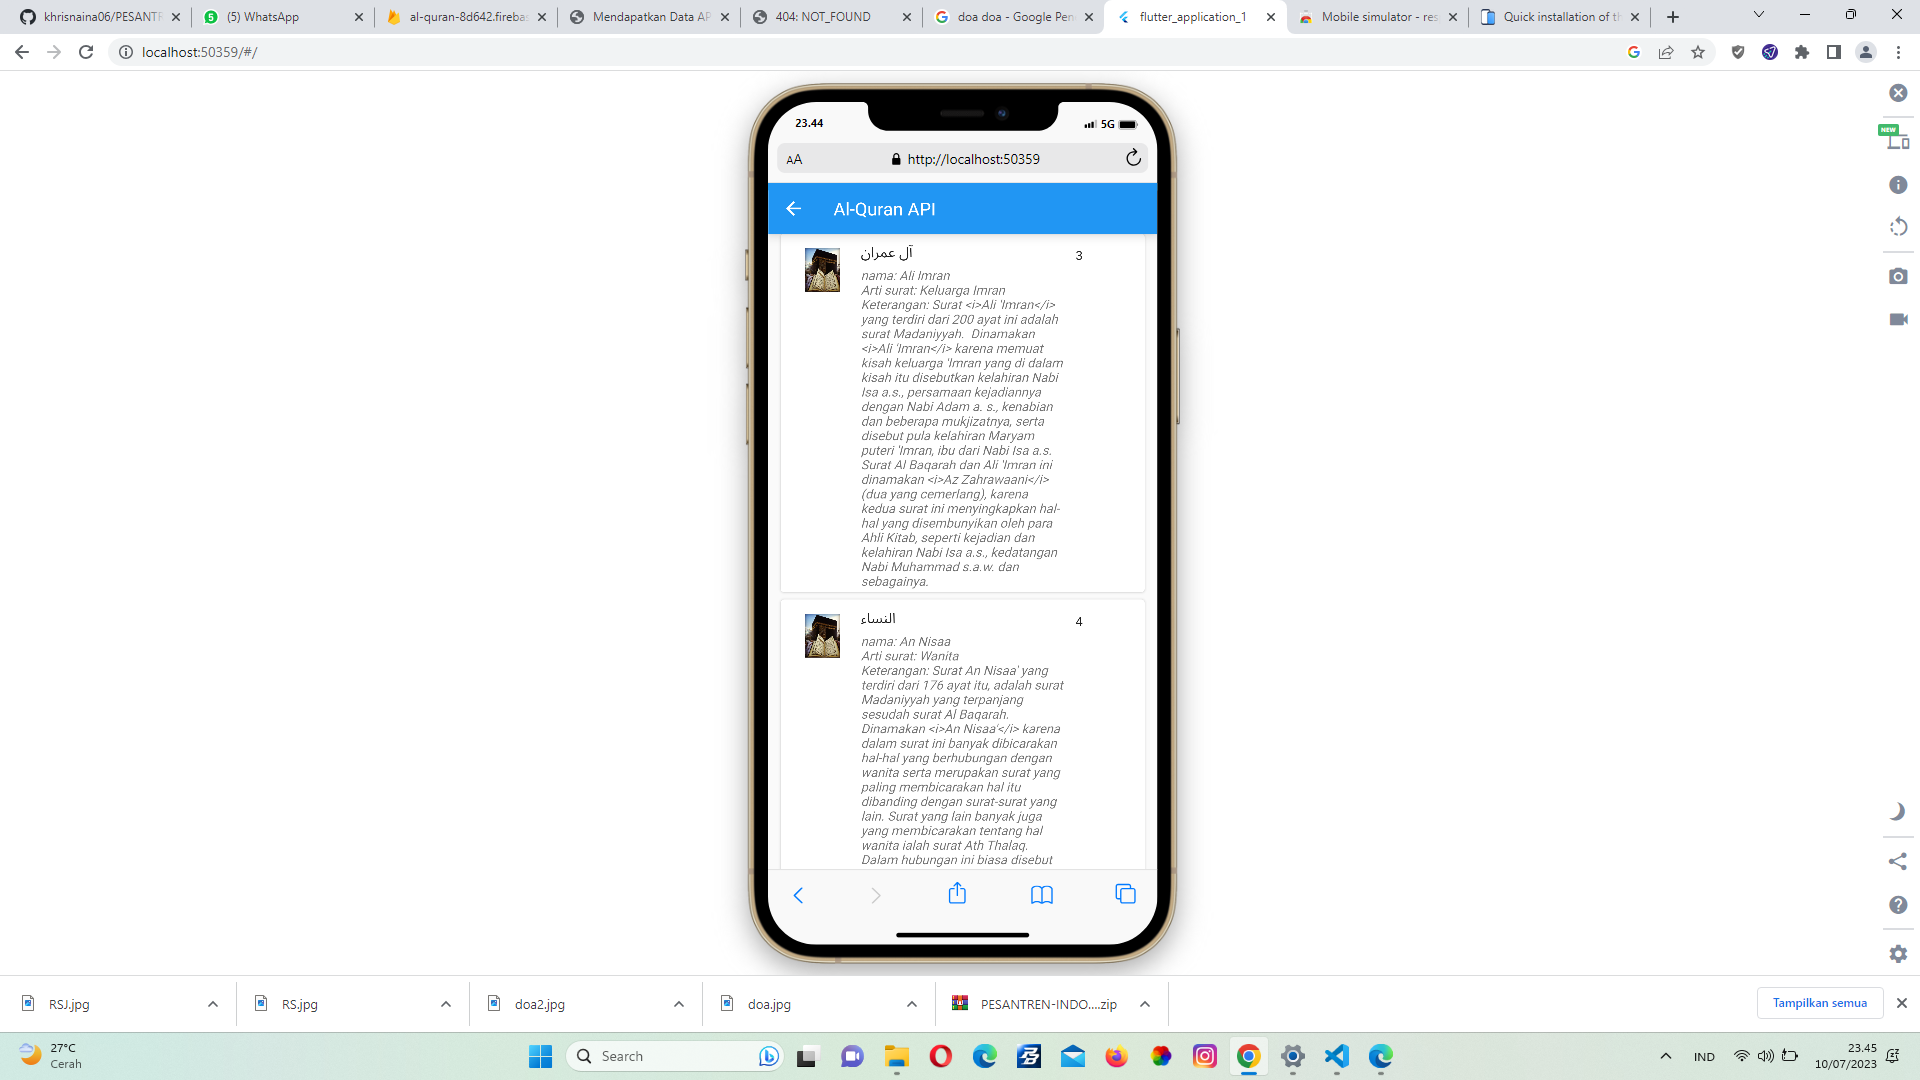 khrisnaina06/PESANTR
(5) WhatsApp
al-quran-8d642.firebas
Mendapatkan Data AP
404: NOT_FOUND
doa doa - Google Pen
flutter_application_1
Mobile simulator - res
Quick installation of th
localhost:50359/#/
23.44
5G
AA
http://localhost:50359
Al-Quran API
آل عمران
3
nama: Ali Imran
Arti surat: Keluarga Imran
Keterangan: Surat <i>Ali 'Imran</i>
yang terdiri dari 200 ayat ini adalah
surat Madaniyyah.  Dinamakan
<i>Ali 'Imran</i> karena memuat
kisah keluarga 'Imran yang di dalam
kisah itu disebutkan kelahiran Nabi
Isa a.s., persamaan kejadiannya
dengan Nabi Adam a. s., kenabian
dan beberapa mukjizatnya, serta
disebut pula kelahiran Maryam
puteri 'Imran, ibu dari Nabi Isa a.s.
Surat Al Baqarah dan Ali 'Imran ini
dinamakan <i>Az Zahrawaani</i>
(dua yang cemerlang), karena
kedua surat ini menyingkapkan hal-
hal yang disembunyikan oleh para
Ahli Kitab, seperti kejadian dan
kelahiran Nabi Isa a.s., kedatangan
Nabi Muhammad s.a.w. dan
sebagainya.
النساء
4
nama: An Nisaa
Arti surat: Wanita
Keterangan: Surat An Nisaa' yang
terdiri dari 176 ayat itu, adalah surat
Madaniyyah yang terpanjang
sesudah surat Al Baqarah.
Dinamakan <i>An Nisaa'</i> karena
dalam surat ini banyak dibicarakan
hal-hal yang berhubungan dengan
wanita serta merupakan surat yang
paling membicarakan hal itu
dibanding dengan surat-surat yang
lain. Surat yang lain banyak juga
yang membicarakan tentang hal
wanita ialah surat Ath Thalaq.
Dalam hubungan ini biasa disebut
NEW
RSJ.jpg
RS.jpg
doa2.jpg
doa.jpg
PESANTREN-INDO....zip
Tampilkan semua
27°C
Cerah
Search
IND
23.45
10/07/2023